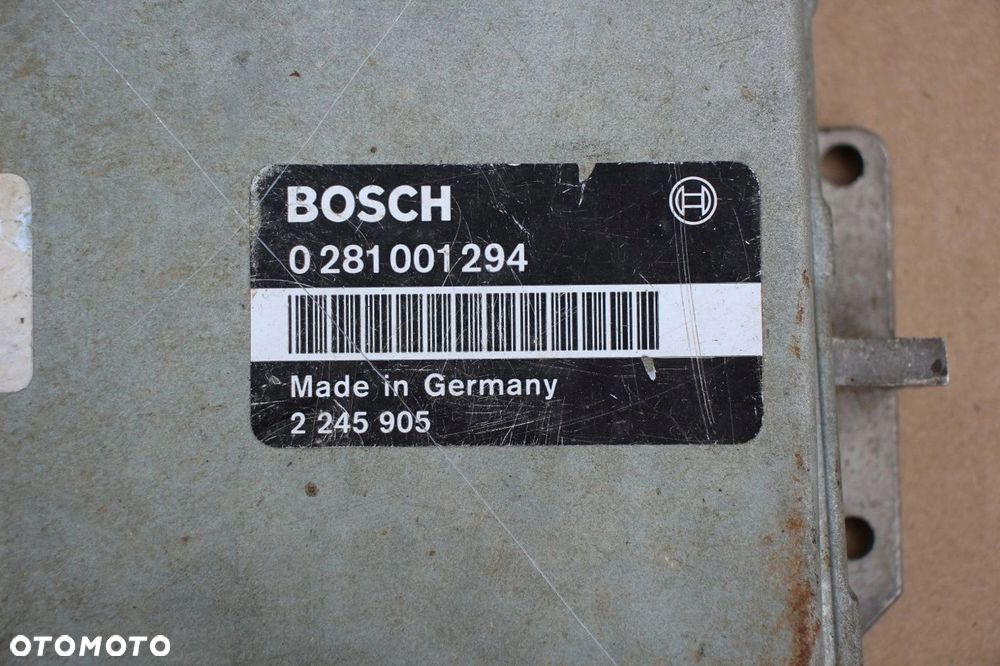 BOSCH
0 281 001 294
Made in Germany
2 245 905
OTOMOTO